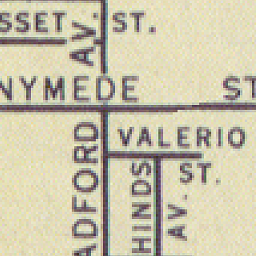 SSET ST.
AV.
NYMEDE ST
VALERIO
ST.
ADFORD
HINDS
AV.